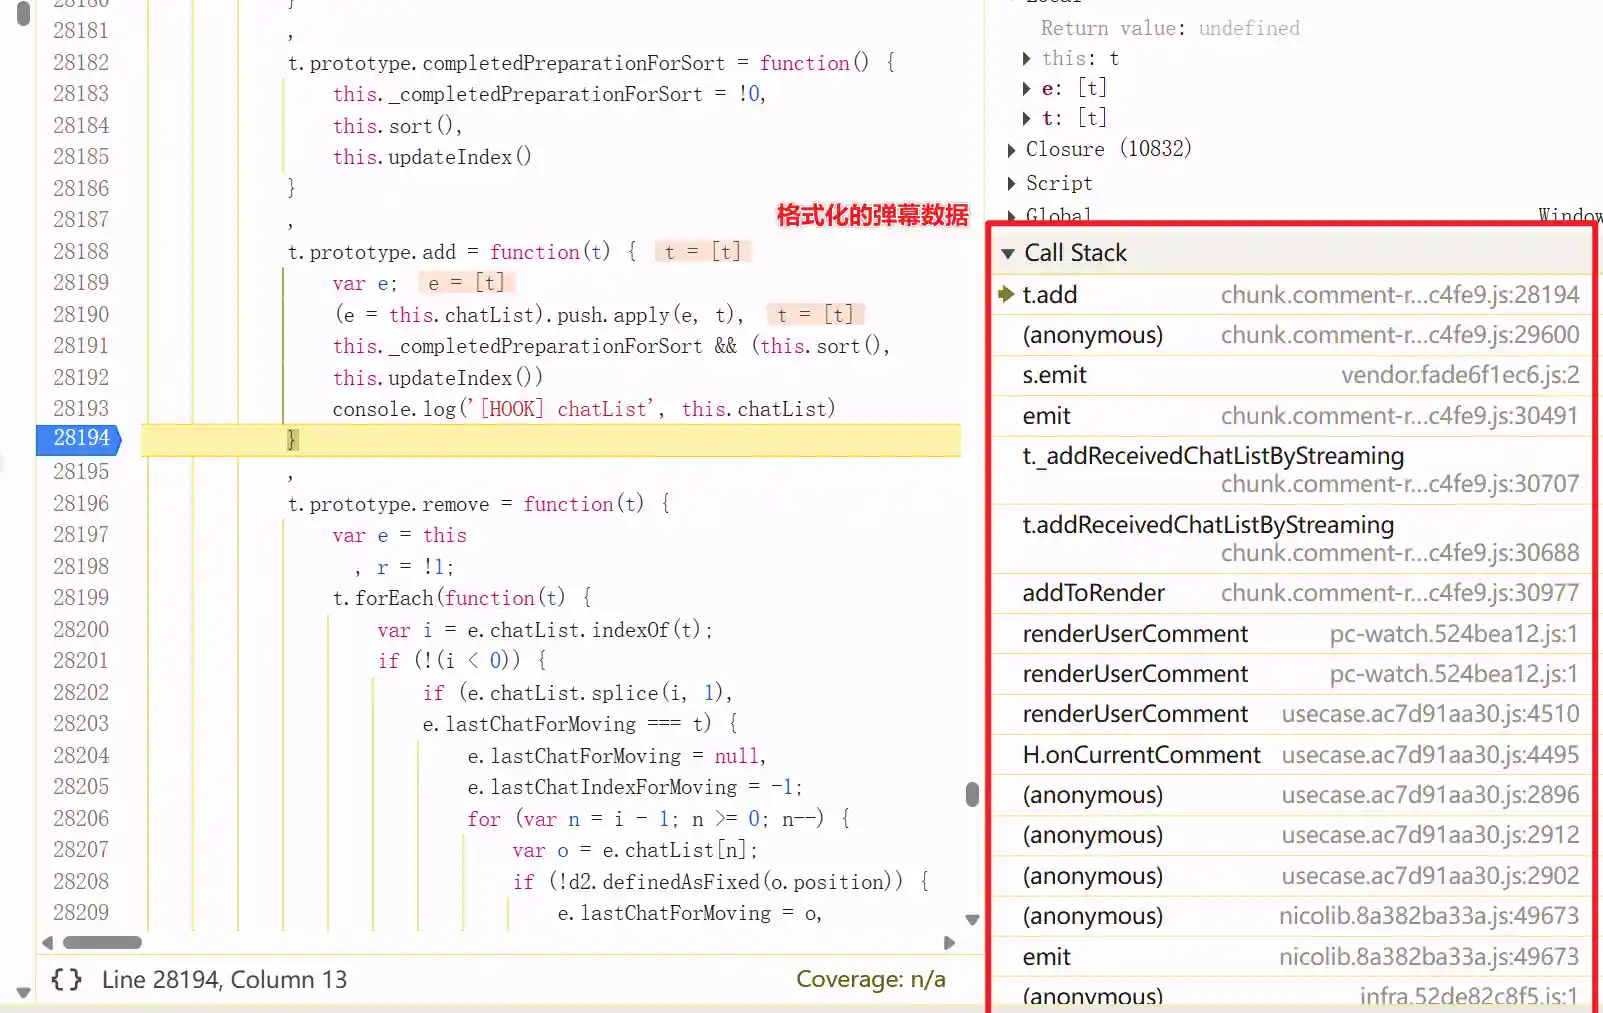 28180 }
28181 ,
28182 t.prototype.completedPreparationForSort = function() {
28183 this._completedPreparationForSort = !0,
28184 this.sort(),
28185 this.updateIndex()
28186 }
28187 ,
格式化的弹幕数据
28188 t.prototype.add = function(t) { t = [t]
28189 var e; e = [t]
28190 (e = this.chatList).push.apply(e, t), t = [t]
28191 this._completedPreparationForSort && (this.sort(),
28192 this.updateIndex())
28193 console.log('[HOOK] chatList', this.chatList)
28194 }
28195 ,
28196 t.prototype.remove = function(t) {
28197 var e = this
28198 , r = !1;
28199 t.forEach(function(t) {
28200 var i = e.chatList.indexOf(t);
28201 if (!(i < 0)) {
28202 if (e.chatList.splice(i, 1),
28203 e.lastChatForMoving === t) {
28204 e.lastChatForMoving = null,
28205 e.lastChatIndexForMoving = -1;
28206 for (var n = i - 1; n >= 0; n--) {
28207 var o = e.chatList[n];
28208 if (!d2.definedAsFixed(o.position)) {
28209 e.lastChatForMoving = o,
{} Line 28194, Column 13 Coverage: n/a
Local
Return value: undefined
this: t
e: [t]
t: [t]
Closure (10832)
Script
Global Window
Call Stack
t.add chunk.comment-r…c4fe9.js:28194
(anonymous) chunk.comment-r…c4fe9.js:29600
s.emit vendor.fade6f1ec6.js:2
emit chunk.comment-r…c4fe9.js:30491
t._addReceivedChatListByStreaming
chunk.comment-r…c4fe9.js:30707
t.addReceivedChatListByStreaming
chunk.comment-r…c4fe9.js:30688
addToRender chunk.comment-r…c4fe9.js:30977
renderUserComment pc-watch.524bea12.js:1
renderUserComment pc-watch.524bea12.js:1
renderUserComment usecase.ac7d91aa30.js:4510
H.onCurrentComment usecase.ac7d91aa30.js:4495
(anonymous) usecase.ac7d91aa30.js:2896
(anonymous) usecase.ac7d91aa30.js:2912
(anonymous) usecase.ac7d91aa30.js:2902
(anonymous) nicolib.8a382ba33a.js:49673
emit nicolib.8a382ba33a.js:49673
(anonymous) infra.52de82c8f5.js:1